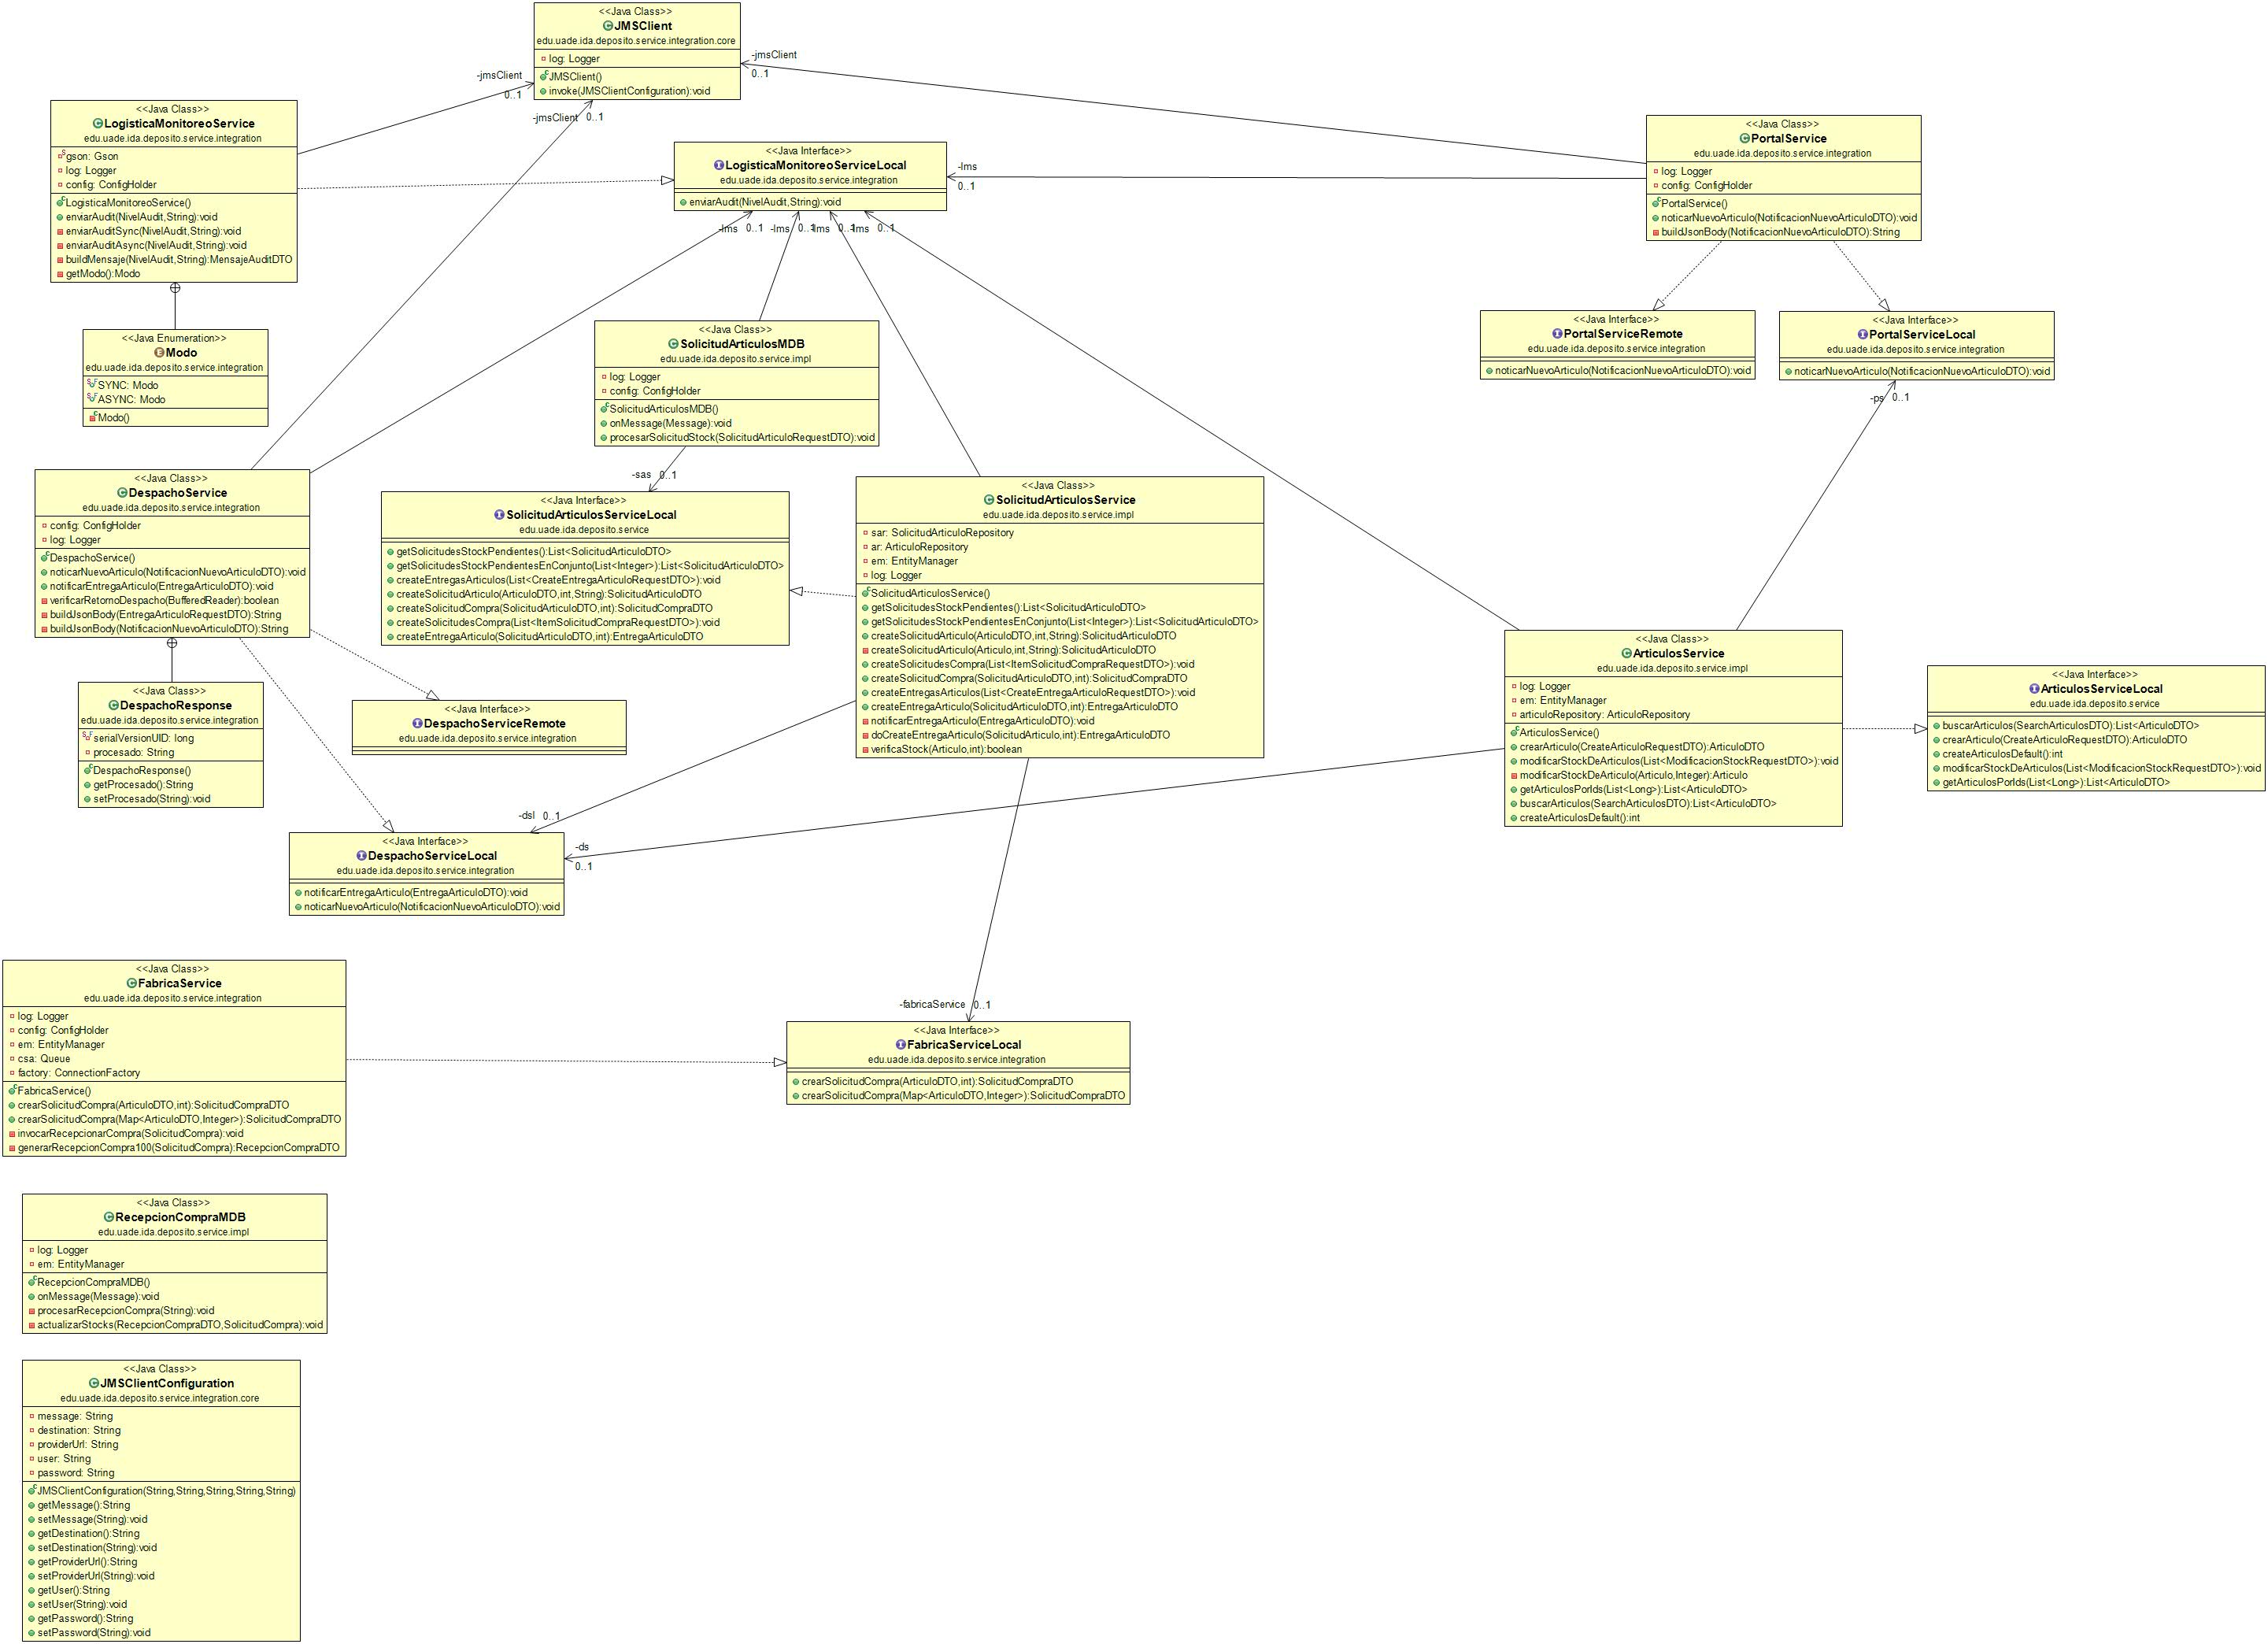 <<Java Class>>
JMSClient
edu.uade.ida.deposito.service.integration.core
log: Logger
JMSClient()
invoke(JMSClientConfiguration):void
-jmsClient
0..1
-jmsClient
0..1
-jmsClient
0..1
<<Java Class>>
LogisticaMonitoreoService
edu.uade.ida.deposito.service.integration
gson: Gson
log: Logger
config: ConfigHolder
LogisticaMonitoreoService()
enviarAudit(NivelAudit,String):void
enviarAuditSync(NivelAudit,String):void
enviarAuditAsync(NivelAudit,String):void
buildMensaje(NivelAudit,String):MensajeAuditDTO
getModo():Modo
<<Java Interface>>
LogisticaMonitoreoServiceLocal
edu.uade.ida.deposito.service.integration
enviarAudit(NivelAudit,String):void
-lms
0..1
-lms 0..1
-lms 0..1
-lms 0..1
-lms 0..1
<<Java Class>>
PortalService
edu.uade.ida.deposito.service.integration
log: Logger
config: ConfigHolder
PortalService()
noticarNuevoArticulo(NotificacionNuevoArticuloDTO):void
buildJsonBody(NotificacionNuevoArticuloDTO):String
<<Java Enumeration>>
Modo
edu.uade.ida.deposito.service.integration
SYNC: Modo
ASYNC: Modo
Modo()
<<Java Class>>
SolicitudArticulosMDB
edu.uade.ida.deposito.service.impl
log: Logger
config: ConfigHolder
SolicitudArticulosMDB()
onMessage(Message):void
procesarSolicitudStock(SolicitudArticuloRequestDTO):void
<<Java Interface>>
PortalServiceRemote
edu.uade.ida.deposito.service.integration
noticarNuevoArticulo(NotificacionNuevoArticuloDTO):void
<<Java Interface>>
PortalServiceLocal
edu.uade.ida.deposito.service.integration
noticarNuevoArticulo(NotificacionNuevoArticuloDTO):void
-ps 0..1
-sas 0..1
<<Java Class>>
DespachoService
edu.uade.ida.deposito.service.integration
config: ConfigHolder
log: Logger
DespachoService()
noticarNuevoArticulo(NotificacionNuevoArticuloDTO):void
notificarEntregaArticulo(EntregaArticuloDTO):void
verificarRetornoDespacho(BufferedReader):boolean
buildJsonBody(EntregaArticuloRequestDTO):String
buildJsonBody(NotificacionNuevoArticuloDTO):String
<<Java Interface>>
SolicitudArticulosServiceLocal
edu.uade.ida.deposito.service
getSolicitudesStockPendientes():List<SolicitudArticuloDTO>
getSolicitudesStockPendientesEnConjunto(List<Integer>):List<SolicitudArticuloDTO>
createEntregasArticulos(List<CreateEntregaArticuloRequestDTO>):void
createSolicitudArticulo(ArticuloDTO,int,String):SolicitudArticuloDTO
createSolicitudCompra(SolicitudArticuloDTO,int):SolicitudCompraDTO
createSolicitudesCompra(List<ItemSolicitudCompraRequestDTO>):void
createEntregaArticulo(SolicitudArticuloDTO,int):EntregaArticuloDTO
<<Java Class>>
SolicitudArticulosService
edu.uade.ida.deposito.service.impl
sar: SolicitudArticuloRepository
ar: ArticuloRepository
em: EntityManager
log: Logger
SolicitudArticulosService()
getSolicitudesStockPendientes():List<SolicitudArticuloDTO>
getSolicitudesStockPendientesEnConjunto(List<Integer>):List<SolicitudArticuloDTO>
createSolicitudArticulo(ArticuloDTO,int,String):SolicitudArticuloDTO
createSolicitudArticulo(Articulo,int,String):SolicitudArticuloDTO
createSolicitudesCompra(List<ItemSolicitudCompraRequestDTO>):void
createSolicitudCompra(SolicitudArticuloDTO,int):SolicitudCompraDTO
createEntregasArticulos(List<CreateEntregaArticuloRequestDTO>):void
createEntregaArticulo(SolicitudArticuloDTO,int):EntregaArticuloDTO
notificarEntregaArticulo(EntregaArticuloDTO):void
doCreateEntregaArticulo(SolicitudArticulo,int):EntregaArticuloDTO
verificaStock(Articulo,int):boolean
<<Java Class>>
ArticulosService
edu.uade.ida.deposito.service.impl
log: Logger
em: EntityManager
articuloRepository: ArticuloRepository
ArticulosService()
crearArticulo(CreateArticuloRequestDTO):ArticuloDTO
modificarStockDeArticulos(List<ModificacionStockRequestDTO>):void
modificarStockDeArticulo(Articulo,Integer):Articulo
getArticulosPorIds(List<Long>):List<ArticuloDTO>
buscarArticulos(SearchArticulosDTO):List<ArticuloDTO>
createArticulosDefault():int
<<Java Interface>>
ArticulosServiceLocal
edu.uade.ida.deposito.service
buscarArticulos(SearchArticulosDTO):List<ArticuloDTO>
crearArticulo(CreateArticuloRequestDTO):ArticuloDTO
createArticulosDefault():int
modificarStockDeArticulos(List<ModificacionStockRequestDTO>):void
getArticulosPorIds(List<Long>):List<ArticuloDTO>
<<Java Class>>
DespachoResponse
edu.uade.ida.deposito.service.integration
serialVersionUID: long
procesado: String
DespachoResponse()
getProcesado():String
setProcesado(String):void
<<Java Interface>>
DespachoServiceRemote
edu.uade.ida.deposito.service.integration
-dsl 0..1
<<Java Interface>>
DespachoServiceLocal
edu.uade.ida.deposito.service.integration
notificarEntregaArticulo(EntregaArticuloDTO):void
noticarNuevoArticulo(NotificacionNuevoArticuloDTO):void
-ds
0..1
<<Java Class>>
FabricaService
edu.uade.ida.deposito.service.integration
log: Logger
config: ConfigHolder
em: EntityManager
csa: Queue
factory: ConnectionFactory
FabricaService()
crearSolicitudCompra(ArticuloDTO,int):SolicitudCompraDTO
crearSolicitudCompra(Map<ArticuloDTO,Integer>):SolicitudCompraDTO
invocarRecepcionarCompra(SolicitudCompra):void
generarRecepcionCompra100(SolicitudCompra):RecepcionCompraDTO
-fabricaService 0..1
<<Java Interface>>
FabricaServiceLocal
edu.uade.ida.deposito.service.integration
crearSolicitudCompra(ArticuloDTO,int):SolicitudCompraDTO
crearSolicitudCompra(Map<ArticuloDTO,Integer>):SolicitudCompraDTO
<<Java Class>>
RecepcionCompraMDB
edu.uade.ida.deposito.service.impl
log: Logger
em: EntityManager
RecepcionCompraMDB()
onMessage(Message):void
procesarRecepcionCompra(String):void
actualizarStocks(RecepcionCompraDTO,SolicitudCompra):void
<<Java Class>>
JMSClientConfiguration
edu.uade.ida.deposito.service.integration.core
message: String
destination: String
providerUrl: String
user: String
password: String
JMSClientConfiguration(String,String,String,String,String)
getMessage():String
setMessage(String):void
getDestination():String
setDestination(String):void
getProviderUrl():String
setProviderUrl(String):void
getUser():String
setUser(String):void
getPassword():String
setPassword(String):void